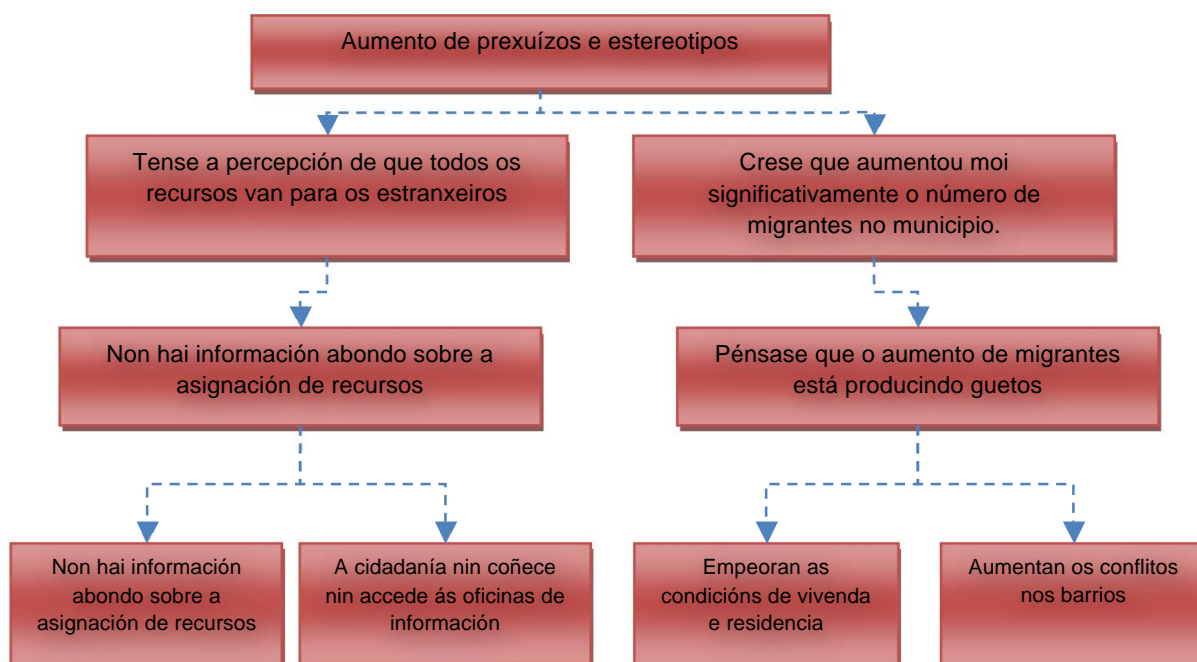 Aumento de prexuízos e estereotipos
Tense a percepción de que todos os
recursos van para os estranxeiros
Crese que aumentou moi
significativamente o número de
migrantes no municipio.
Non hai información abondo sobre a
asignación de recursos
Pénsase que o aumento de migrantes
está producindo guetos
Non hai información
abondo sobre a
asignación de recursos
A cidadanía nin coñece
nin accede ás oficinas de
información
Empeoran as
condicións de vivenda
e residencia
Aumentan os conflitos
nos barrios